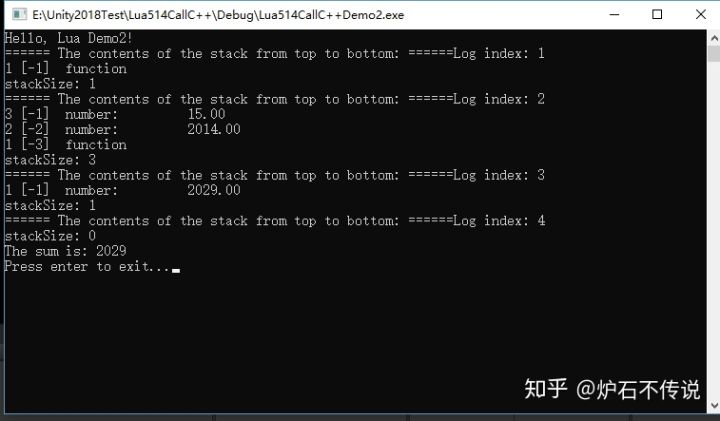 E:\Unity2018Test\Lua514CallC++\Debug\Lua514CallC++Demo2.exe
Hello, Lua Demo2!
====== The contents of the stack from top to bottom: ======Log index: 1
1 [-1]  function
stackSize: 1
====== The contents of the stack from top to bottom: ======Log index: 2
3 [-1]  number:         15.00
2 [-2]  number:         2014.00
1 [-3]  function
stackSize: 3
====== The contents of the stack from top to bottom: ======Log index: 3
1 [-1]  number:         2029.00
stackSize: 1
====== The contents of the stack from top to bottom: ======Log index: 4
stackSize: 0
The sum is: 2029
Press enter to exit...
知乎 @炉石不传说